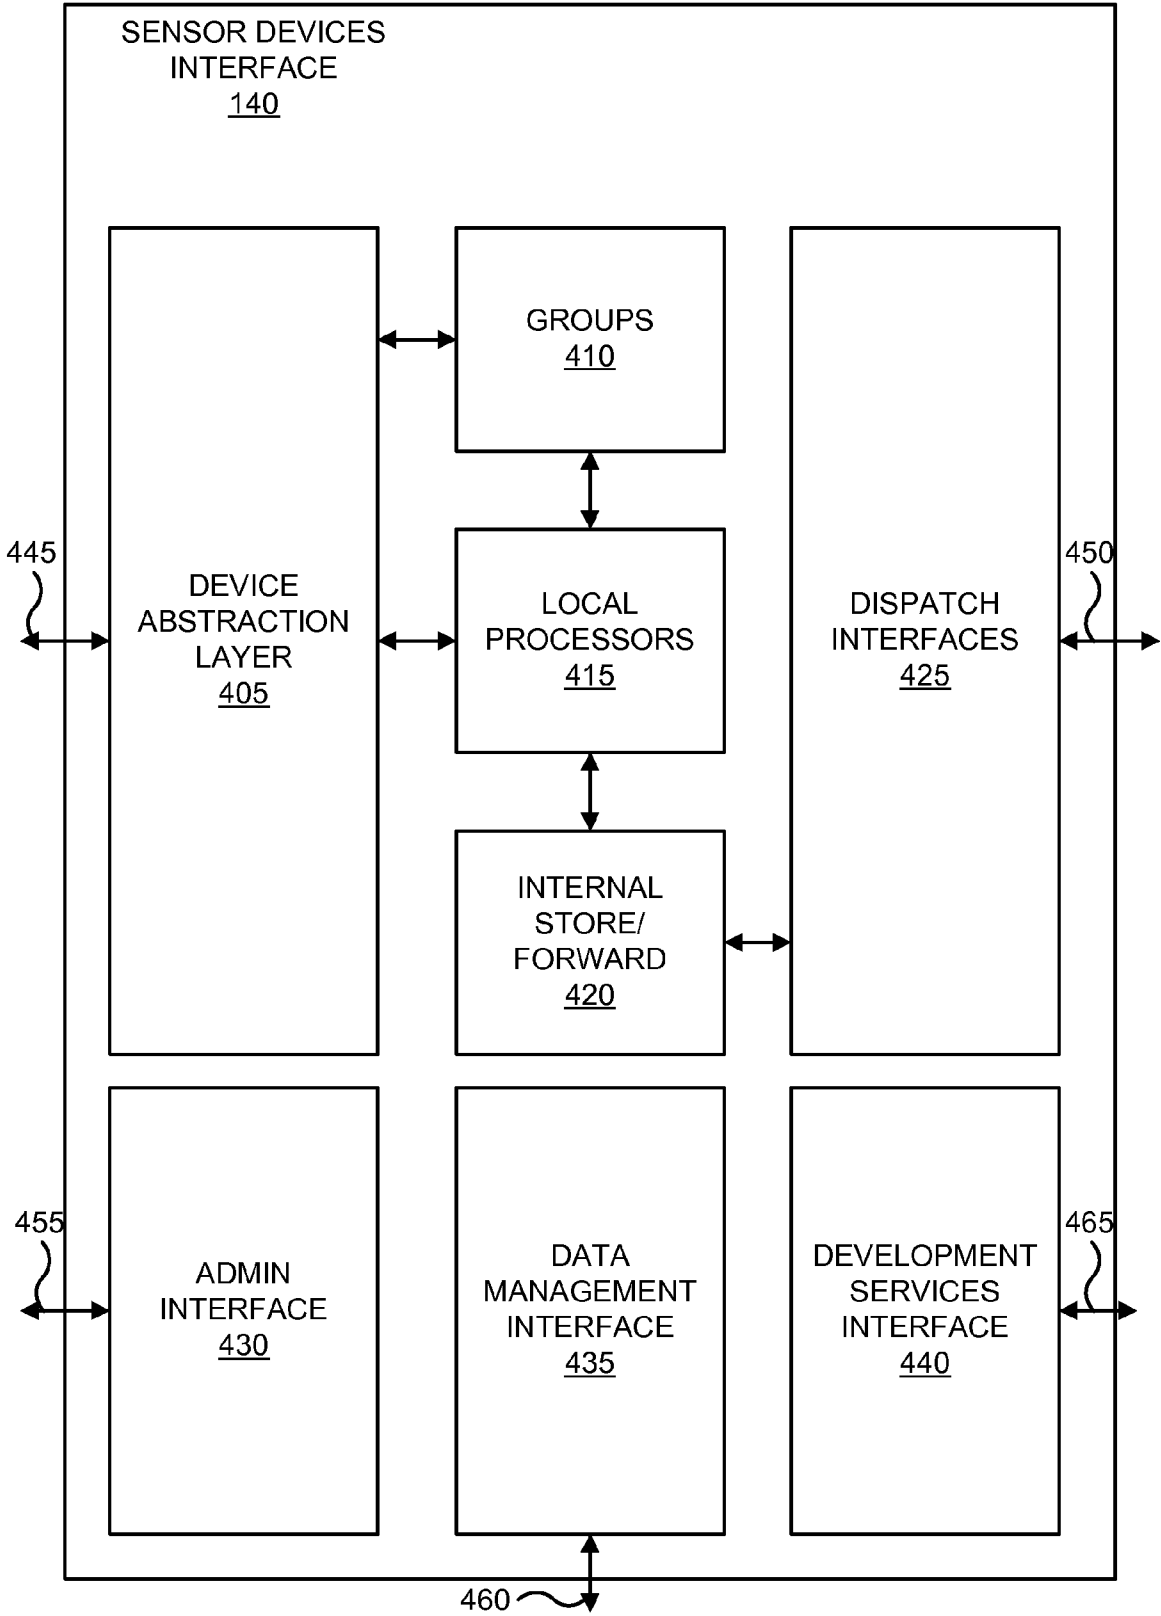 SENSOR DEVICES
INTERFACE
140
GROUPS
410
445
DEVICE
ABSTRACTION
LAYER
405
LOCAL
PROCESSORS
415
DISPATCH
INTERFACES
425
450
INTERNAL
STORE/
FORWARD
420
455
ADMIN
INTERFACE
430
DATA
MANAGEMENT
INTERFACE
435
DEVELOPMENT
SERVICES
INTERFACE
440
465
460